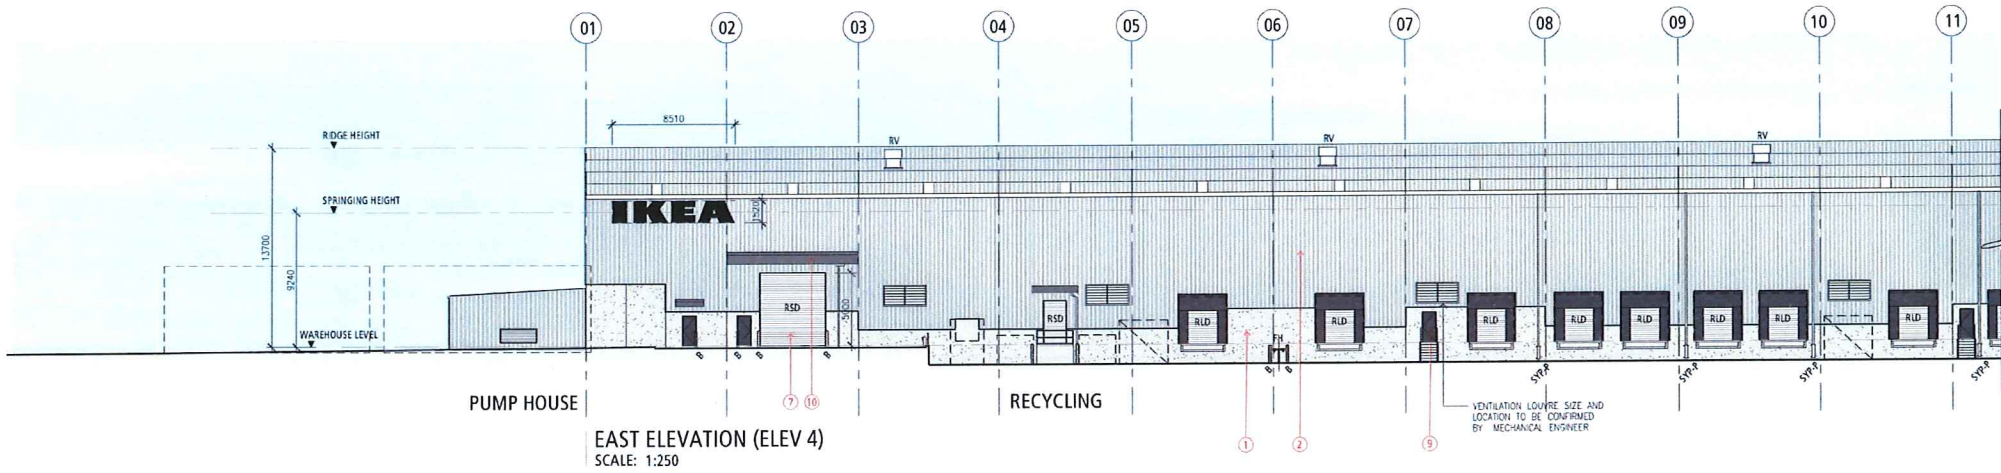 01 02 03 04 05 06 07 08 09 10 11
8510
RIDGE HEIGHT
RV RV RV
SPRINGING HEIGHT
IKEA
1520
13700
9240
5000
RSD
RSD
RLD RLD RLD RLD RLD RLD RLD RLD
WAREHOUSE LEVEL
FH
B B B B B B
SYP-P SYP-P SYP-P SYP-P
PUMP HOUSE
7 10
RECYCLING
VENTILATION LOUVRE SIZE AND
LOCATION TO BE CONFIRMED
BY MECHANICAL ENGINEER
1 2 9
EAST ELEVATION (ELEV 4)
SCALE: 1:250